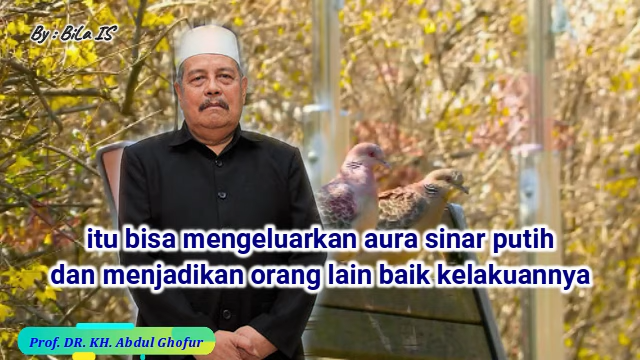 By : BiLa IS
itu bisa mengeluarkan aura sinar putih
dan menjadikan orang lain baik kelakuannya
Prof. DR. KH. Abdul Ghofur